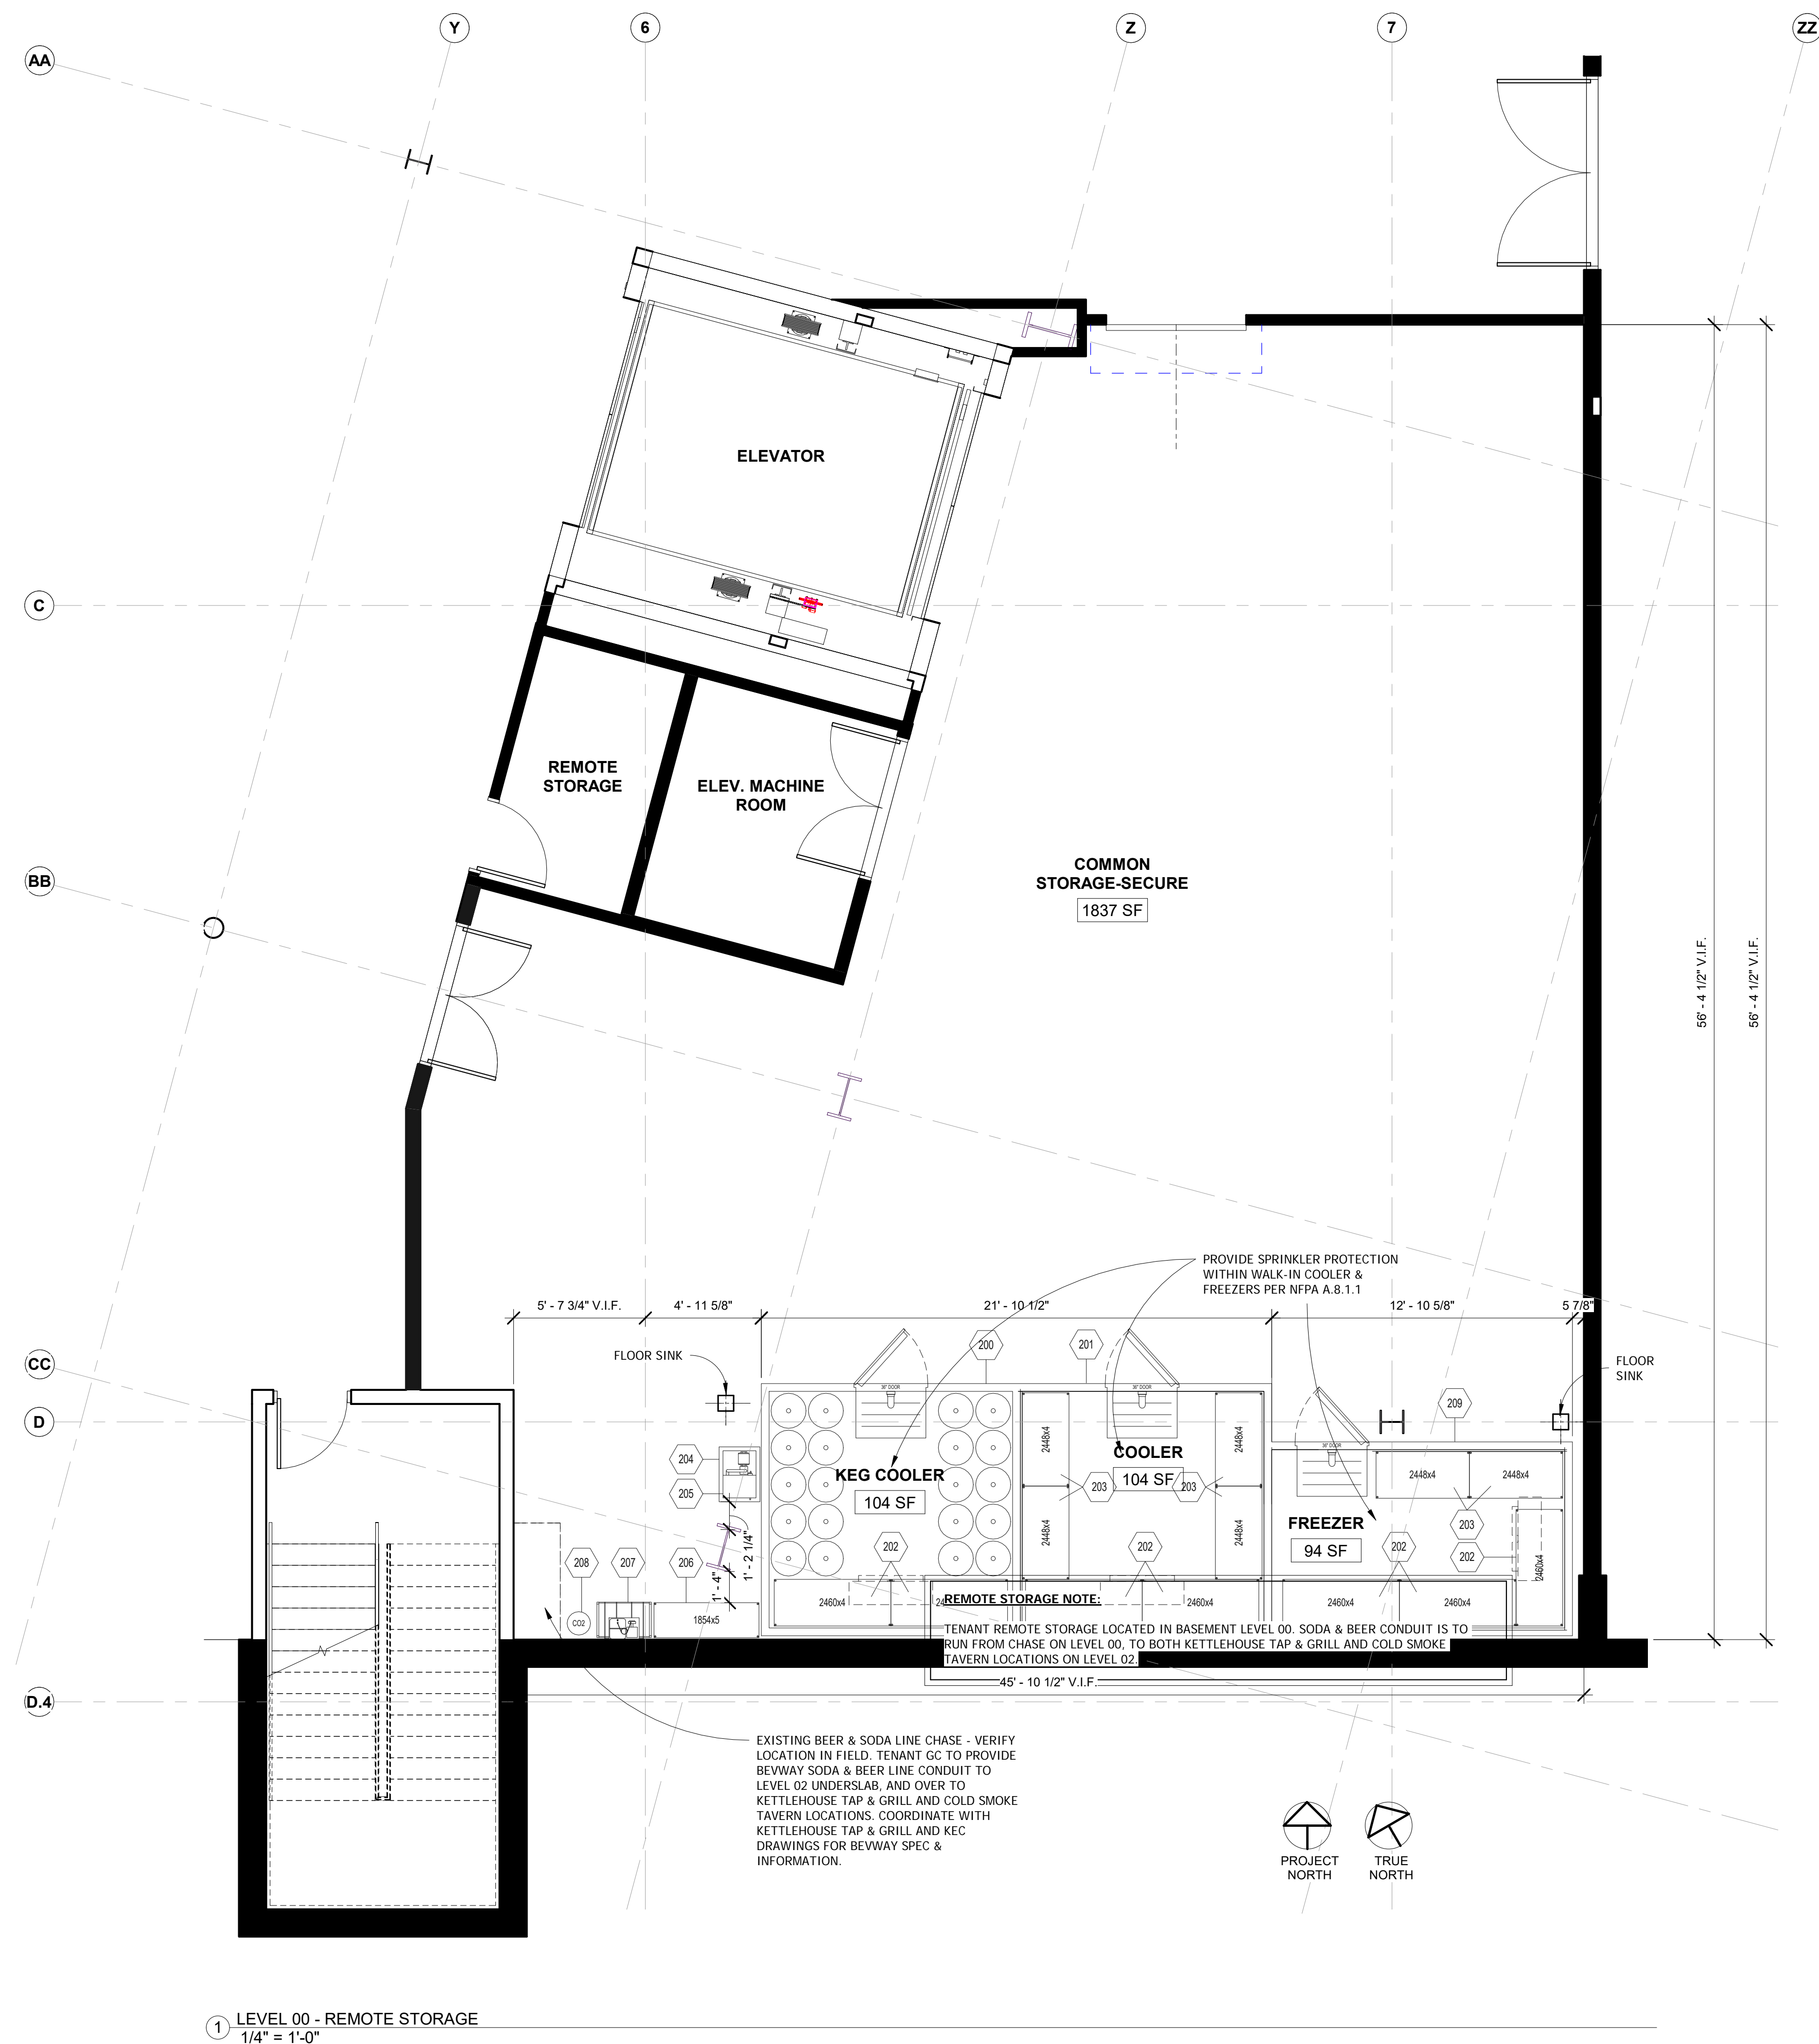 Y
6
Z
7
ZZ
AA
ELEVATOR
C
REMOTE
STORAGE
ELEV. MACHINE
ROOM
COMMON
STORAGE-SECURE
1837 SF
BB
56' - 4 1/2" V.I.F.
56' - 4 1/2" V.I.F.
PROVIDE SPRINKLER PROTECTION
WITHIN WALK-IN COOLER &
FREEZERS PER NFPA A.8.1.1
5' - 7 3/4" V.I.F.
4' - 11 5/8"
21' - 10 1/2"
12' - 10 5/8"
5 7/8"
FLOOR SINK
200
201
CC
FLOOR
SINK
36" DOOR
36" DOOR
209
D
2448x4
2448x4
36" DOOR
204
KEG COOLER
104 SF
COOLER
104 SF
2448x4
2448x4
205
203
203
203
FREEZER
94 SF
2448x4
2448x4
1' - 2 1/4"
202
202
202
202
2460x4
208
207
206
1' - 4"
CO2
1854x5
2460x4
2460x4
2460x4
2460x4
REMOTE STORAGE NOTE:
TENANT REMOTE STORAGE LOCATED IN BASEMENT LEVEL 00. SODA & BEER CONDUIT IS TO
RUN FROM CHASE ON LEVEL 00, TO BOTH KETTLEHOUSE TAP & GRILL AND COLD SMOKE
TAVERN LOCATIONS ON LEVEL 02.
45' - 10 1/2" V.I.F.
D.4
EXISTING BEER & SODA LINE CHASE - VERIFY
LOCATION IN FIELD. TENANT GC TO PROVIDE
BEVWAY SODA & BEER LINE CONDUIT TO
LEVEL 02 UNDERSLAB, AND OVER TO
KETTLEHOUSE TAP & GRILL AND COLD SMOKE
TAVERN LOCATIONS. COORDINATE WITH
KETTLEHOUSE TAP & GRILL AND KEC
DRAWINGS FOR BEVWAY SPEC &
INFORMATION.
PROJECT
NORTH
TRUE
NORTH
1
LEVEL 00 - REMOTE STORAGE
1/4" = 1'-0"